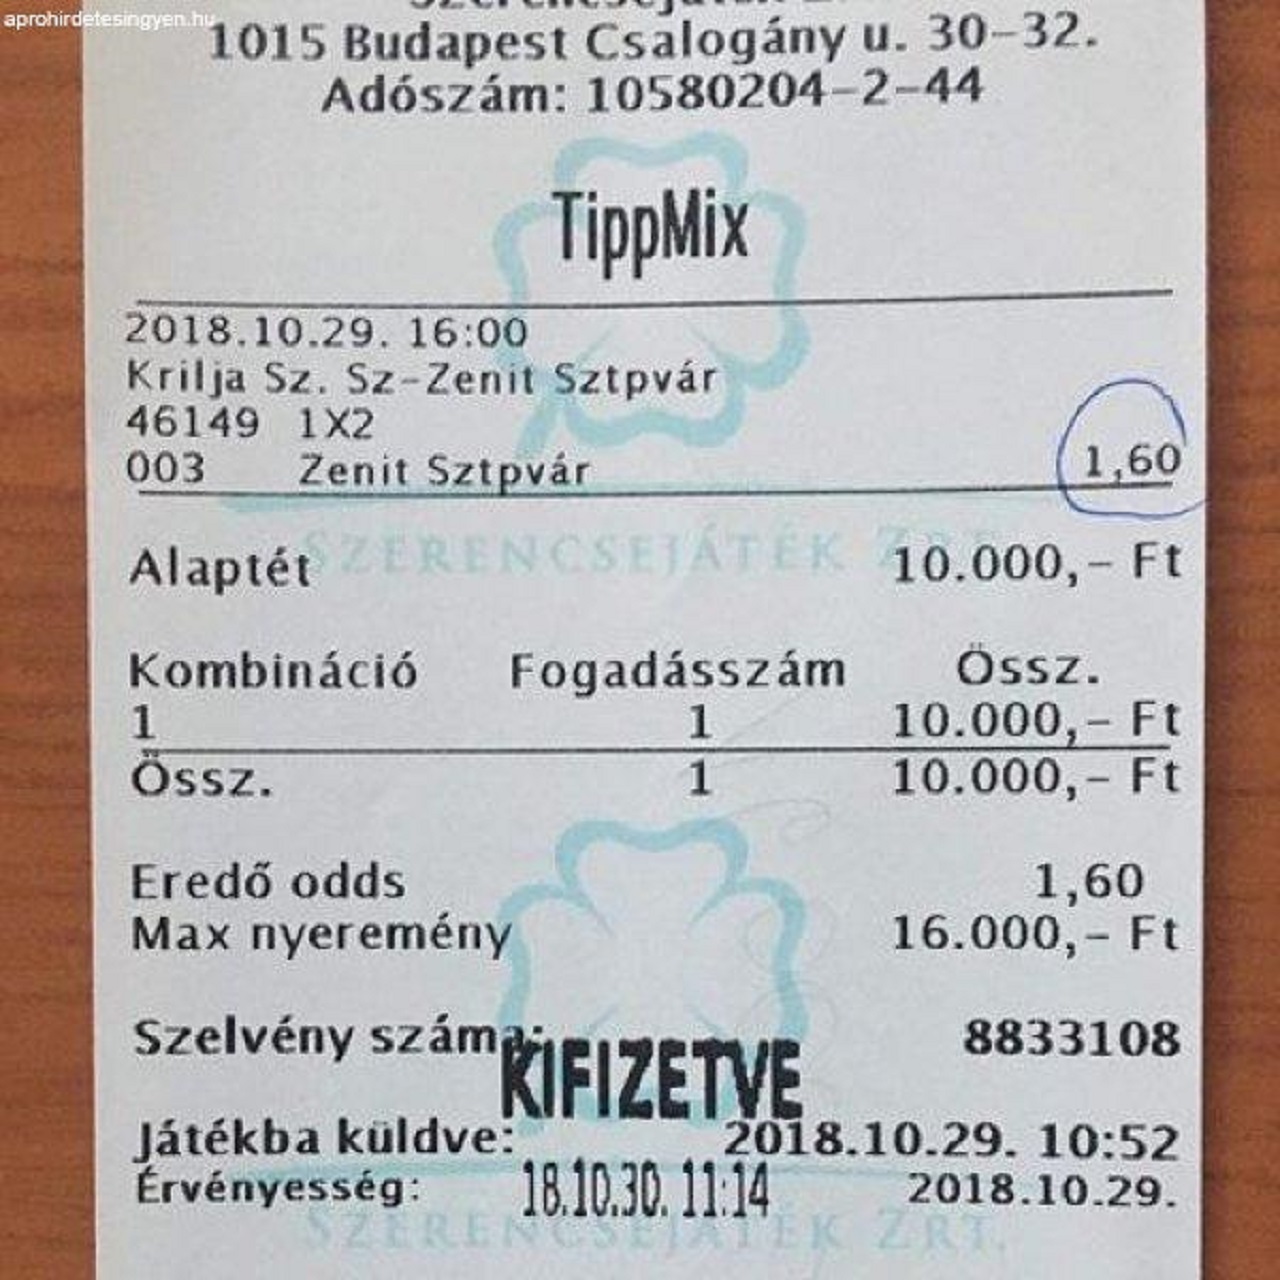 aprohirdetesingyen.hu
1015 Budapest Csalogány u. 30-32.
Adószám: 10580204-2-44
TippMix
2018.10.29. 16:00
Krilja Sz. Sz-Zenit Sztpvár
46149 1X2
003 Zenit Sztpvár 1,60
SZERENCSEJÁTÉK ZRT.
Alaptét 10.000,- Ft
Kombináció Fogadásszám Össz.
1 1 10.000,- Ft
Össz. 1 10.000,- Ft
Eredő odds 1,60
Max nyeremény 16.000,- Ft
Szelvény száma: 8833108
KIFIZETVE
Játékba küldve: 2018.10.29. 10:52
Érvényesség: 18.10.30. 11:14 2018.10.29.
SZERENCSEJÁTÉK ZRT.